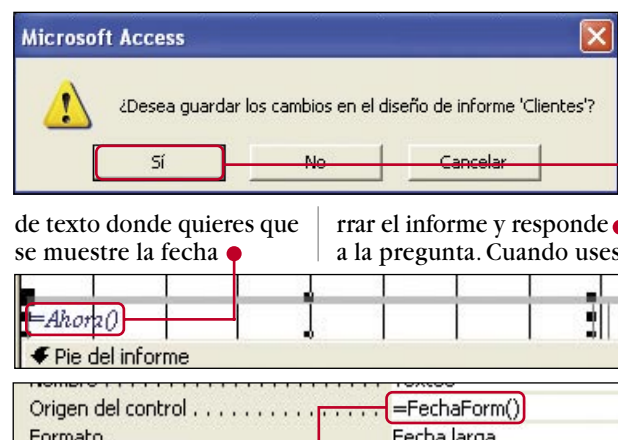 Microsoft Access
¿Desea guardar los cambios en el diseño de informe 'Clientes'?
Sí
No
Cancelar
de texto donde quieres que
se muestre la fecha
rrar el informe y responde
a la pregunta. Cuando uses
=Ahora()
Pie del informe
Nombre . . . . . . . . . . . . . . . . . . . . . Texto6
Origen del control . . . . . . . . . . . . . . . =FechaForm()
Formato Fecha larga